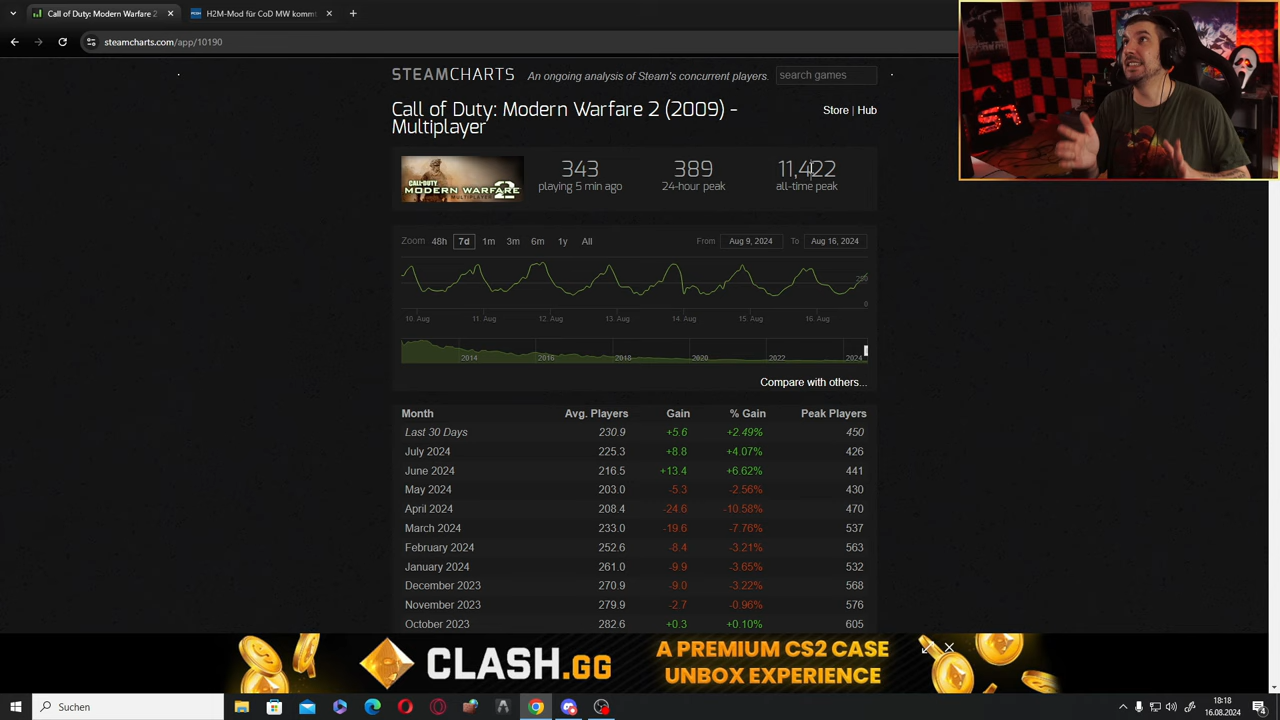 Call of Duty: Modern Warfare 2
H2M-Mod für CoD MW kommt
steamcharts.com/app/10190
STEAMCHARTS
An ongoing analysis of Steam's concurrent players.
search games
Call of Duty: Modern Warfare 2 (2009) -
Multiplayer
Store | Hub
CALL OF DUTY
MODERN WARFARE
2
MULTIPLAYER
343
playing 5 min ago
389
24-hour peak
11,422
all-time peak
Zoom 48h 7d 1m 3m 6m 1y All
From Aug 9, 2024 To Aug 16, 2024
250
0
10. Aug 11. Aug 12. Aug 13. Aug 14. Aug 15. Aug 16. Aug
2014 2016 2018 2020 2022 2024
Compare with others...
Month Avg. Players Gain % Gain Peak Players
Last 30 Days 230.9 +5.6 +2.49% 450
July 2024 225.3 +8.8 +4.07% 426
June 2024 216.5 +13.4 +6.62% 441
May 2024 203.0 -5.3 -2.56% 430
April 2024 208.4 -24.6 -10.58% 470
March 2024 233.0 -19.6 -7.76% 537
February 2024 252.6 -8.4 -3.21% 563
January 2024 261.0 -9.9 -3.65% 532
December 2023 270.9 -9.0 -3.22% 568
November 2023 279.9 -2.7 -0.96% 576
October 2023 282.6 +0.3 +0.10% 605
CLASH.GG
A PREMIUM CS2 CASE
UNBOX EXPERIENCE
Suchen
18:18
16.08.2024
4